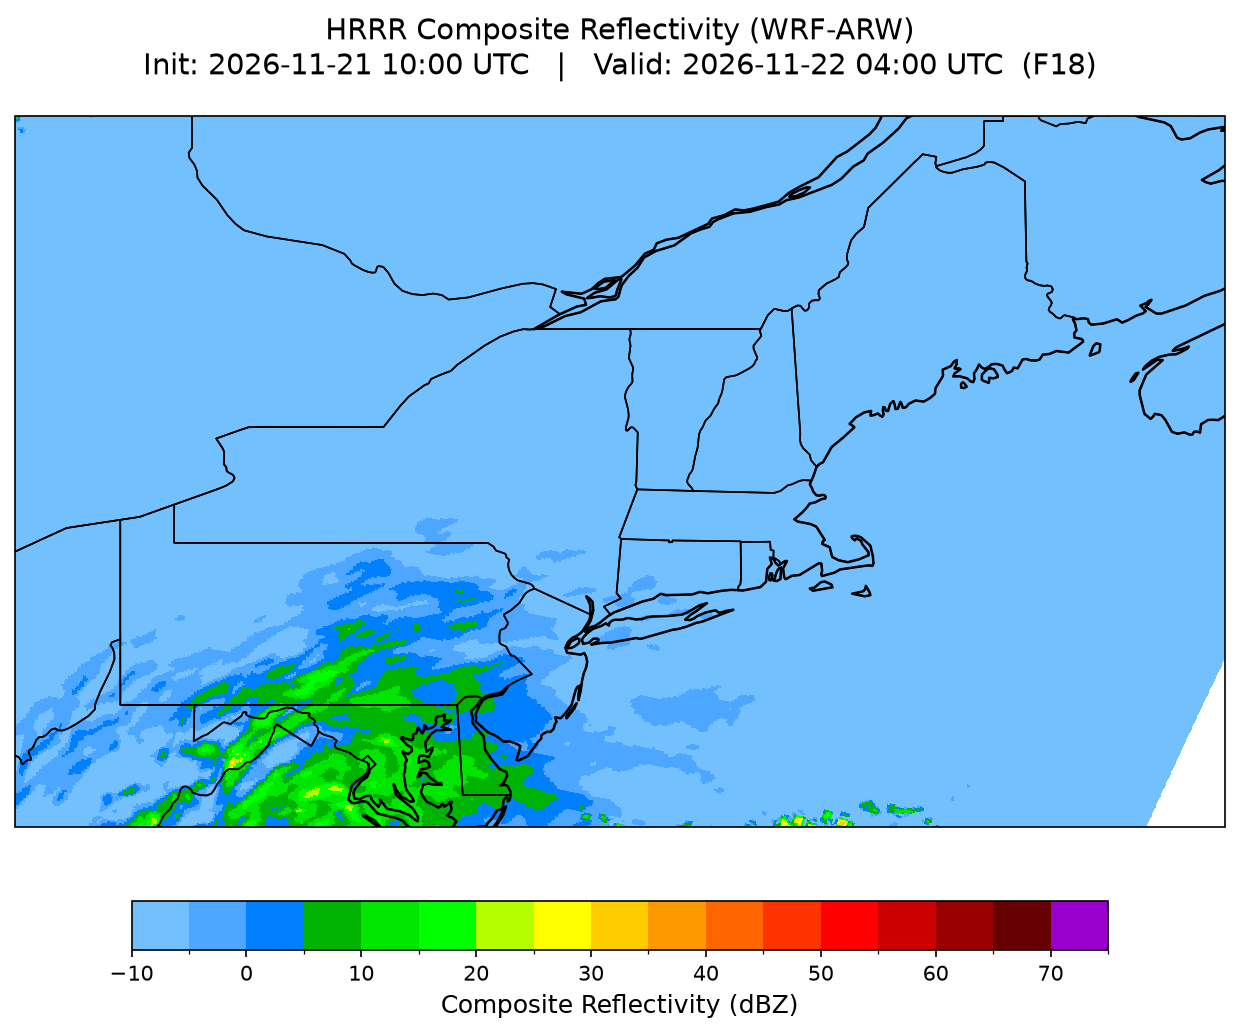 HRRR Composite Reflectivity (WRF-ARW)
Init: 2026-11-21 10:00 UTC | Valid: 2026-11-22 04:00 UTC (F18)
−10 0 10 20 30 40 50 60 70
Composite Reflectivity (dBZ)